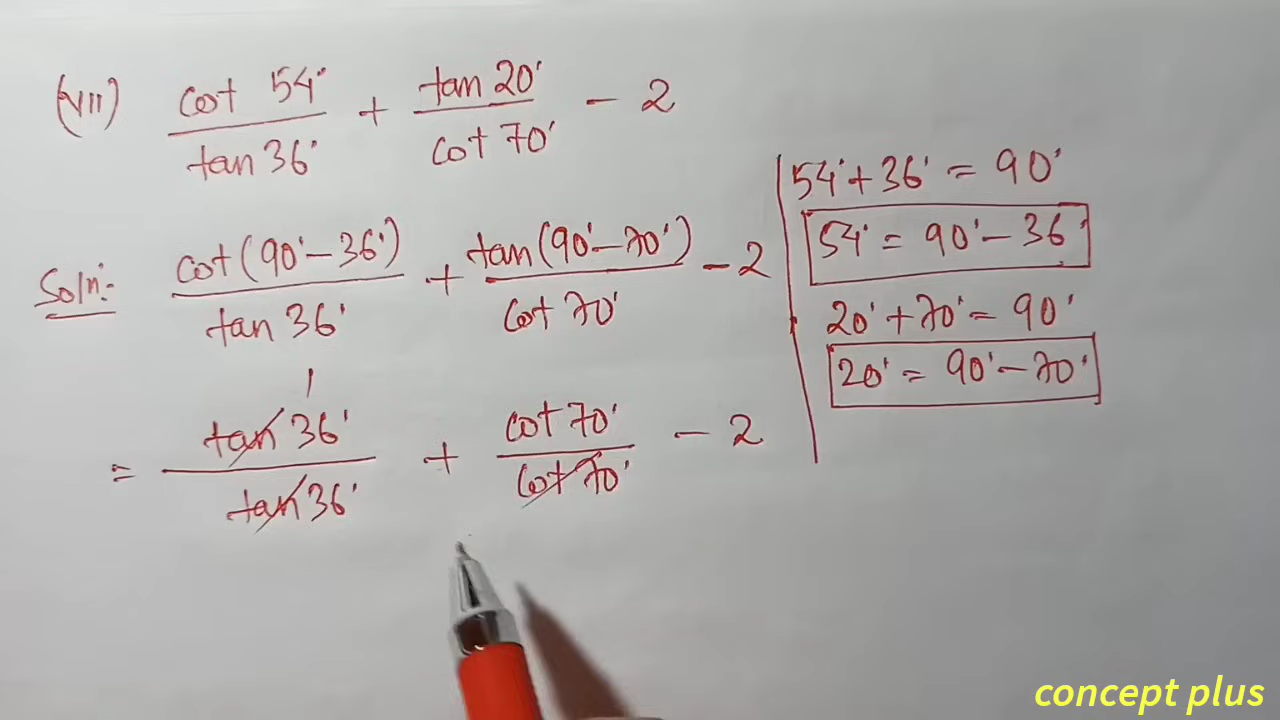 (vii) cot 54° / tan 36° + tan 20° / cot 70° - 2
Soln:- cot(90°-36°) / tan 36° + tan(90°-70°) / cot 70° - 2
1
= tan 36° / tan 36° + cot 70° / cot 70° - 2
54°+36° = 90°
54° = 90°-36
20°+70° = 90°
20° = 90°-70°
concept plus